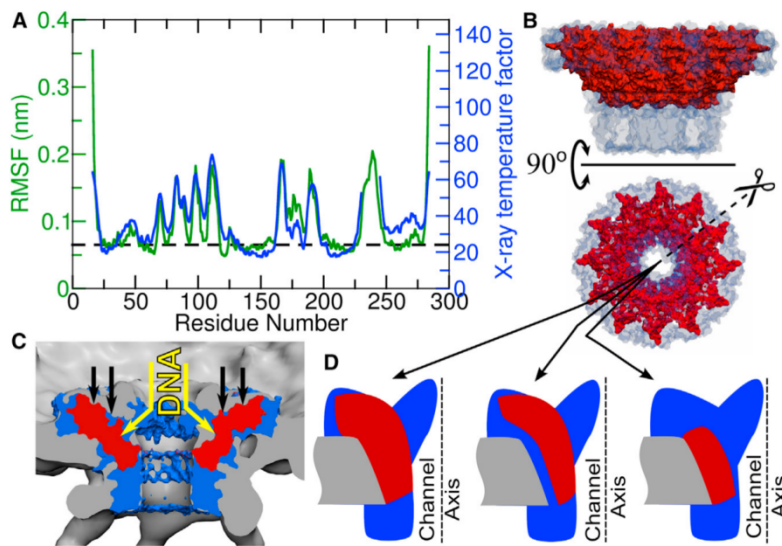 A
RMSF (nm)
0.4
0.3
0.2
0.1
0
0 50 100 150 200 250 300
Residue Number
140
120
100
80
60
40
20
0
X-ray temperature factor
B
90°
C
DNA
D
Channel
Axis
Channel
Axis
Channel
Axis